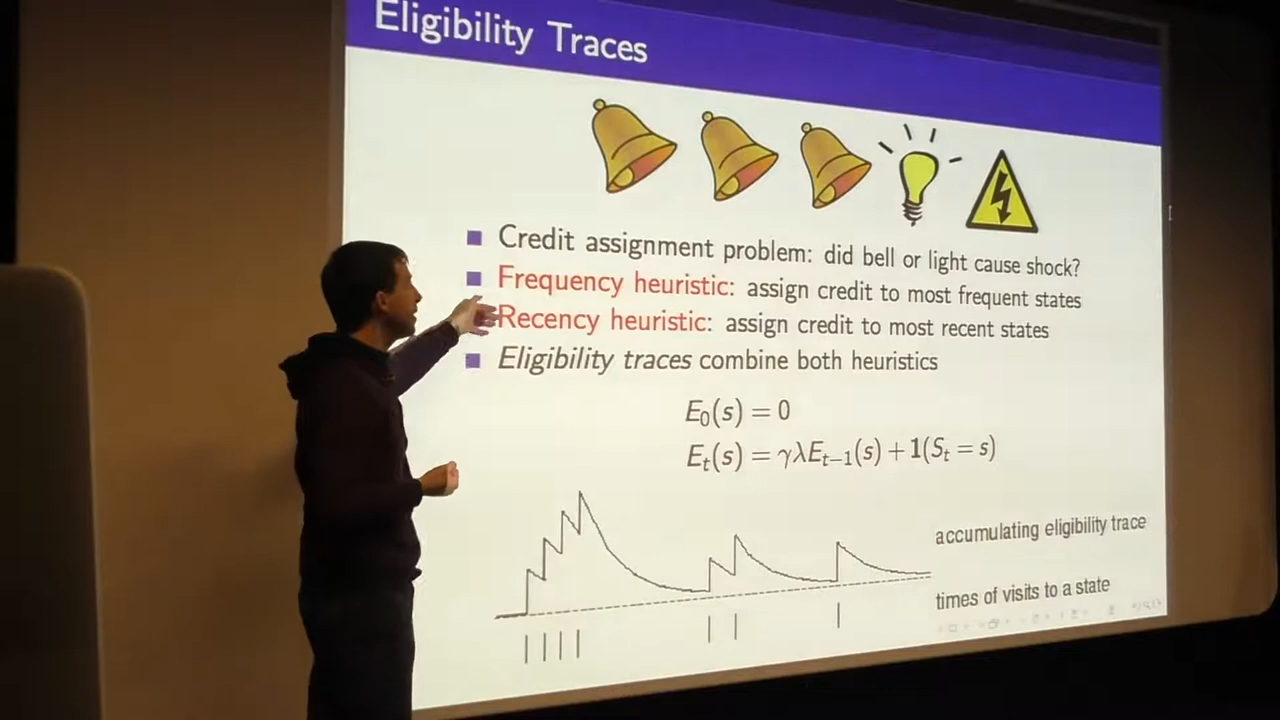 Eligibility Traces
Credit assignment problem: did bell or light cause shock?
Frequency heuristic: assign credit to most frequent states
Recency heuristic: assign credit to most recent states
Eligibility traces combine both heuristics
E₀(s) = 0
Eₜ(s) = γλEₜ₋₁(s) + 1(Sₜ = s)
accumulating eligibility trace
times of visits to a state